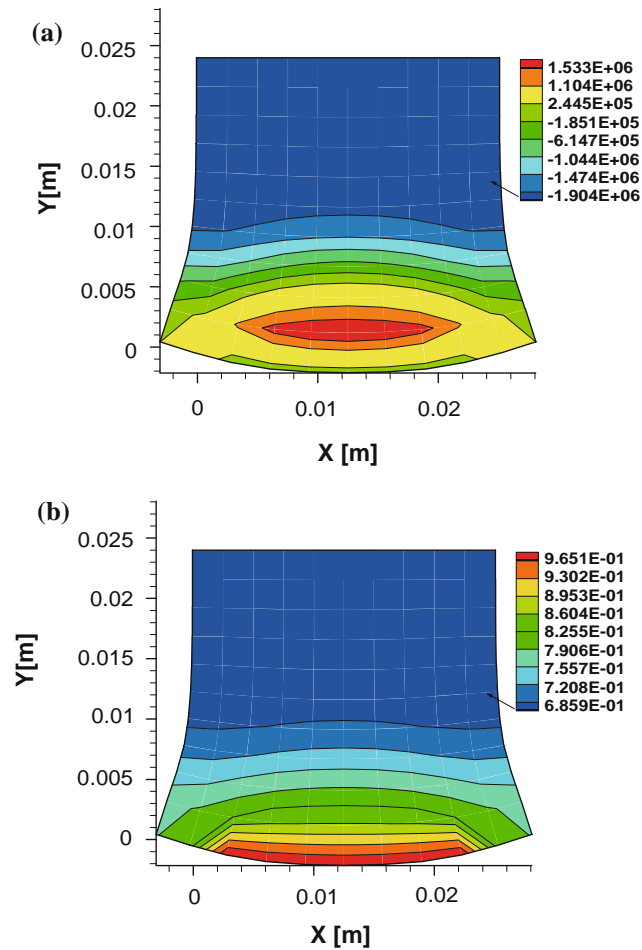 (a)
0.025
0.02
0.015
0.01
0.005
0
Y[m]
0
0.01
0.02
X [m]
1.533E+06
1.104E+06
2.445E+05
-1.851E+05
-6.147E+05
-1.044E+06
-1.474E+06
-1.904E+06
(b)
0.025
0.02
0.015
0.01
0.005
0
Y[m]
0
0.01
0.02
X [m]
9.651E-01
9.302E-01
8.953E-01
8.604E-01
8.255E-01
7.906E-01
7.557E-01
7.208E-01
6.859E-01